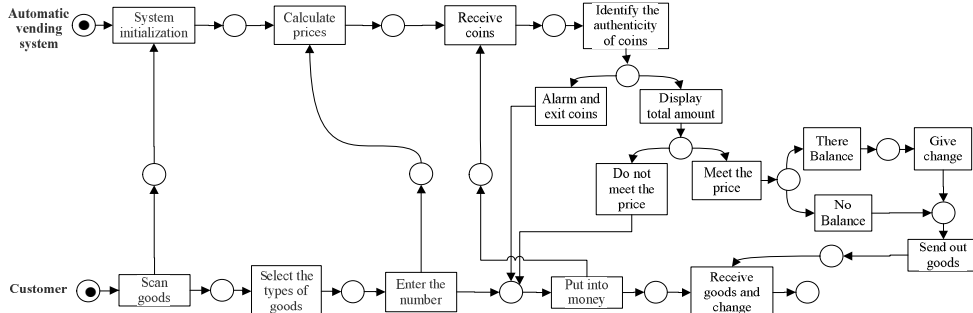 Automatic
vending
system
System
initialization
Calculate
prices
Receive
coins
Identify the
authenticity
of coins
Alarm and
exit coins
Display
total amount
There
Balance
Give
change
Do not
meet the
price
Meet the
price
No
Balance
Send out
goods
Customer
Scan
goods
Select the
types of
goods
Enter the
number
Put into
money
Receive
goods and
change